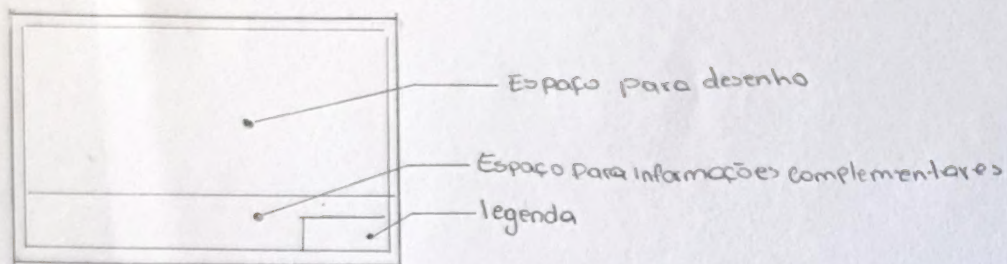 Espaço para desenho
Espaço para informações complementares
legenda